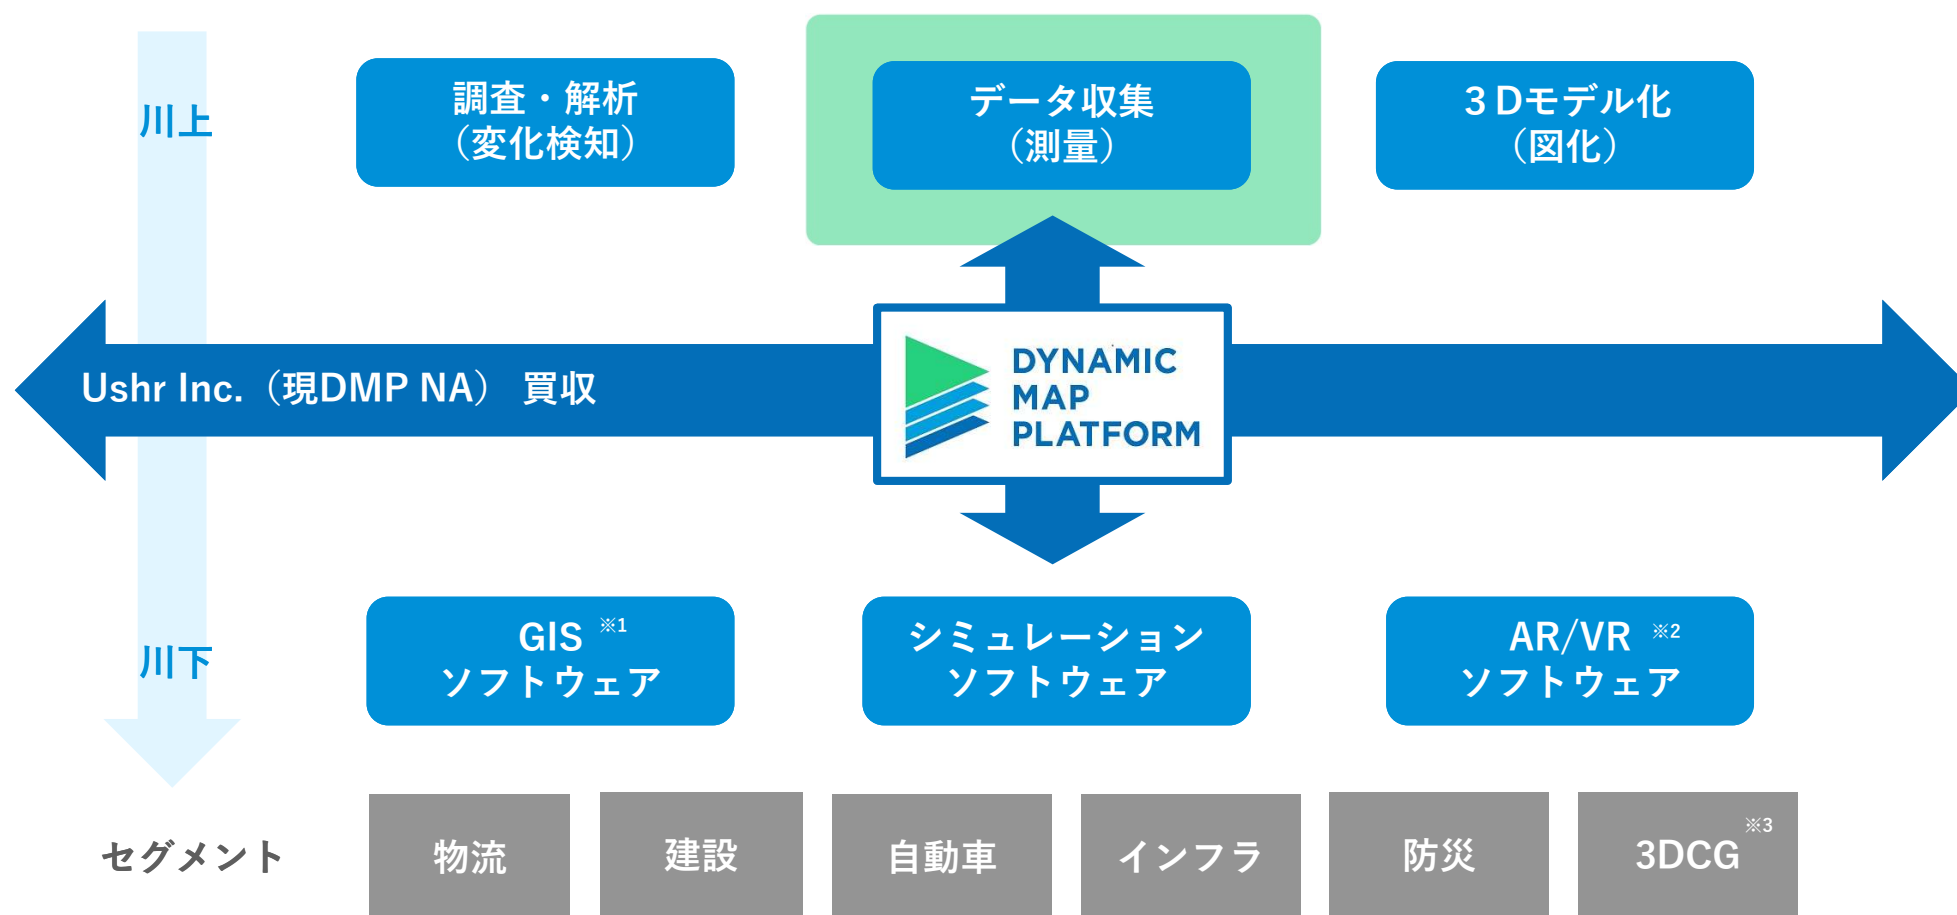 川上
調査・解析
（変化検知）
データ収集
（測量）
３Dモデル化
（図化）
Ushr Inc.（現DMP NA） 買収
DYNAMIC
MAP
PLATFORM
川下
GIS ※1
ソフトウェア
シミュレーション
ソフトウェア
AR/VR ※2
ソフトウェア
セグメント
物流
建設
自動車
インフラ
防災
3DCG ※3